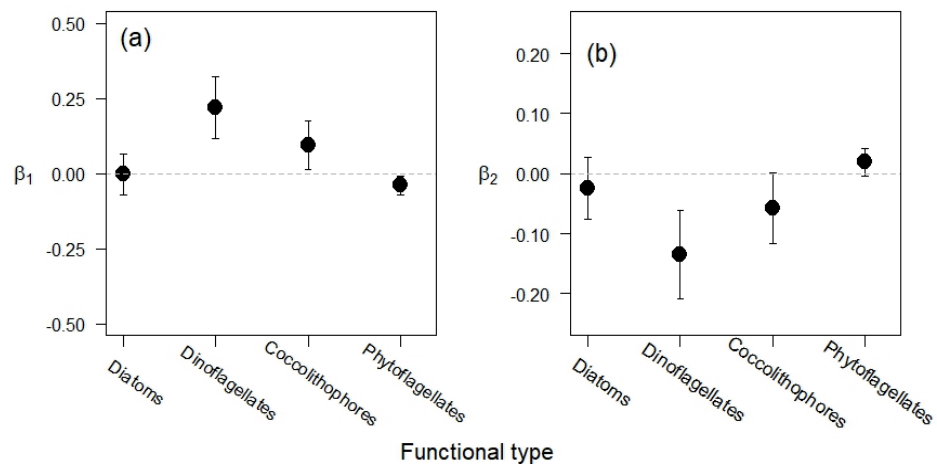 (a)
β1
0.50
0.25
0.00
-0.25
-0.50
Diatoms
Dinoflagellates
Coccolithophores
Phytoflagellates
(b)
β2
0.20
0.10
0.00
-0.10
-0.20
Diatoms
Dinoflagellates
Coccolithophores
Phytoflagellates
Functional type